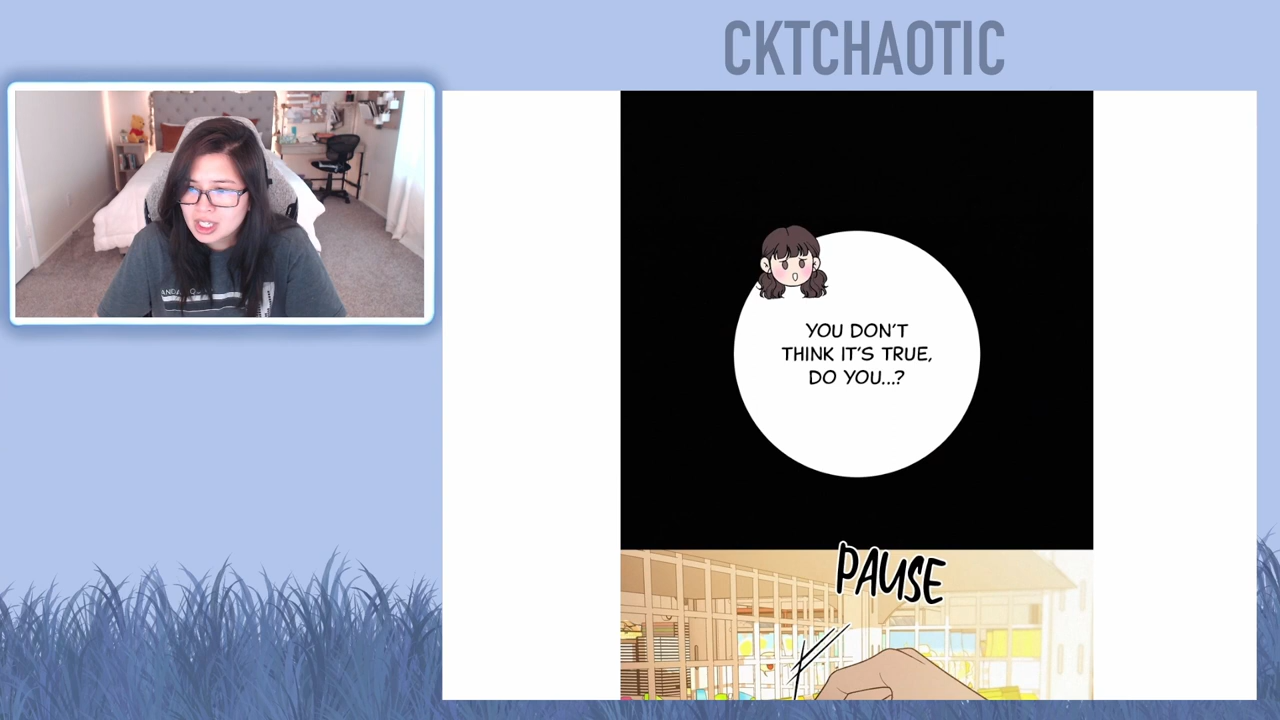 CKTCHAOTIC
YOU DON'T
THINK IT'S TRUE,
DO YOU...?
PAUSE